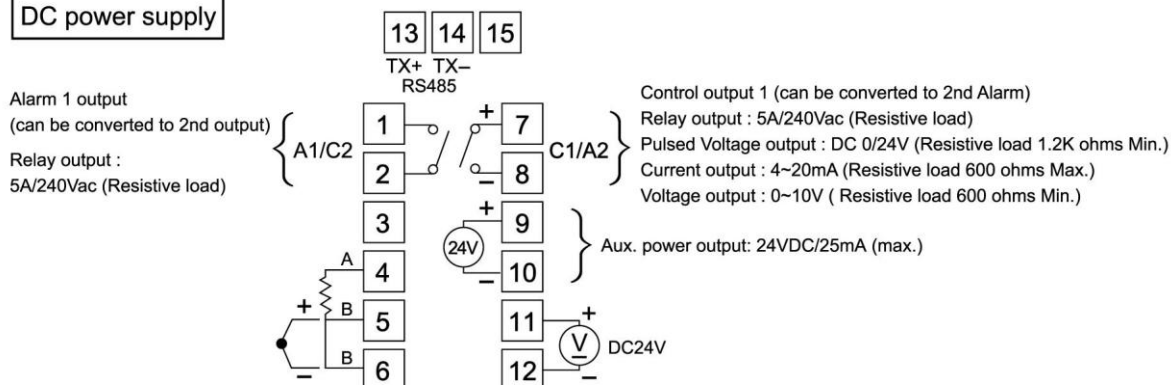 DC power supply
13 14 15
TX+ TX–
RS485
Alarm 1 output
(can be converted to 2nd output)
Relay output :
5A/240Vac (Resistive load)
A1/C2
1
2
3
4
5
6
A
B
B
+
–
+
–
7
8
9
10
11
12
C1/A2
Control output 1 (can be converted to 2nd Alarm)
Relay output : 5A/240Vac (Resistive load)
Pulsed Voltage output : DC 0/24V (Resistive load 1.2K ohms Min.)
Current output : 4~20mA (Resistive load 600 ohms Max.)
Voltage output : 0~10V ( Resistive load 600 ohms Min.)
+
24V
–
Aux. power output: 24VDC/25mA (max.)
+
V
–
DC24V